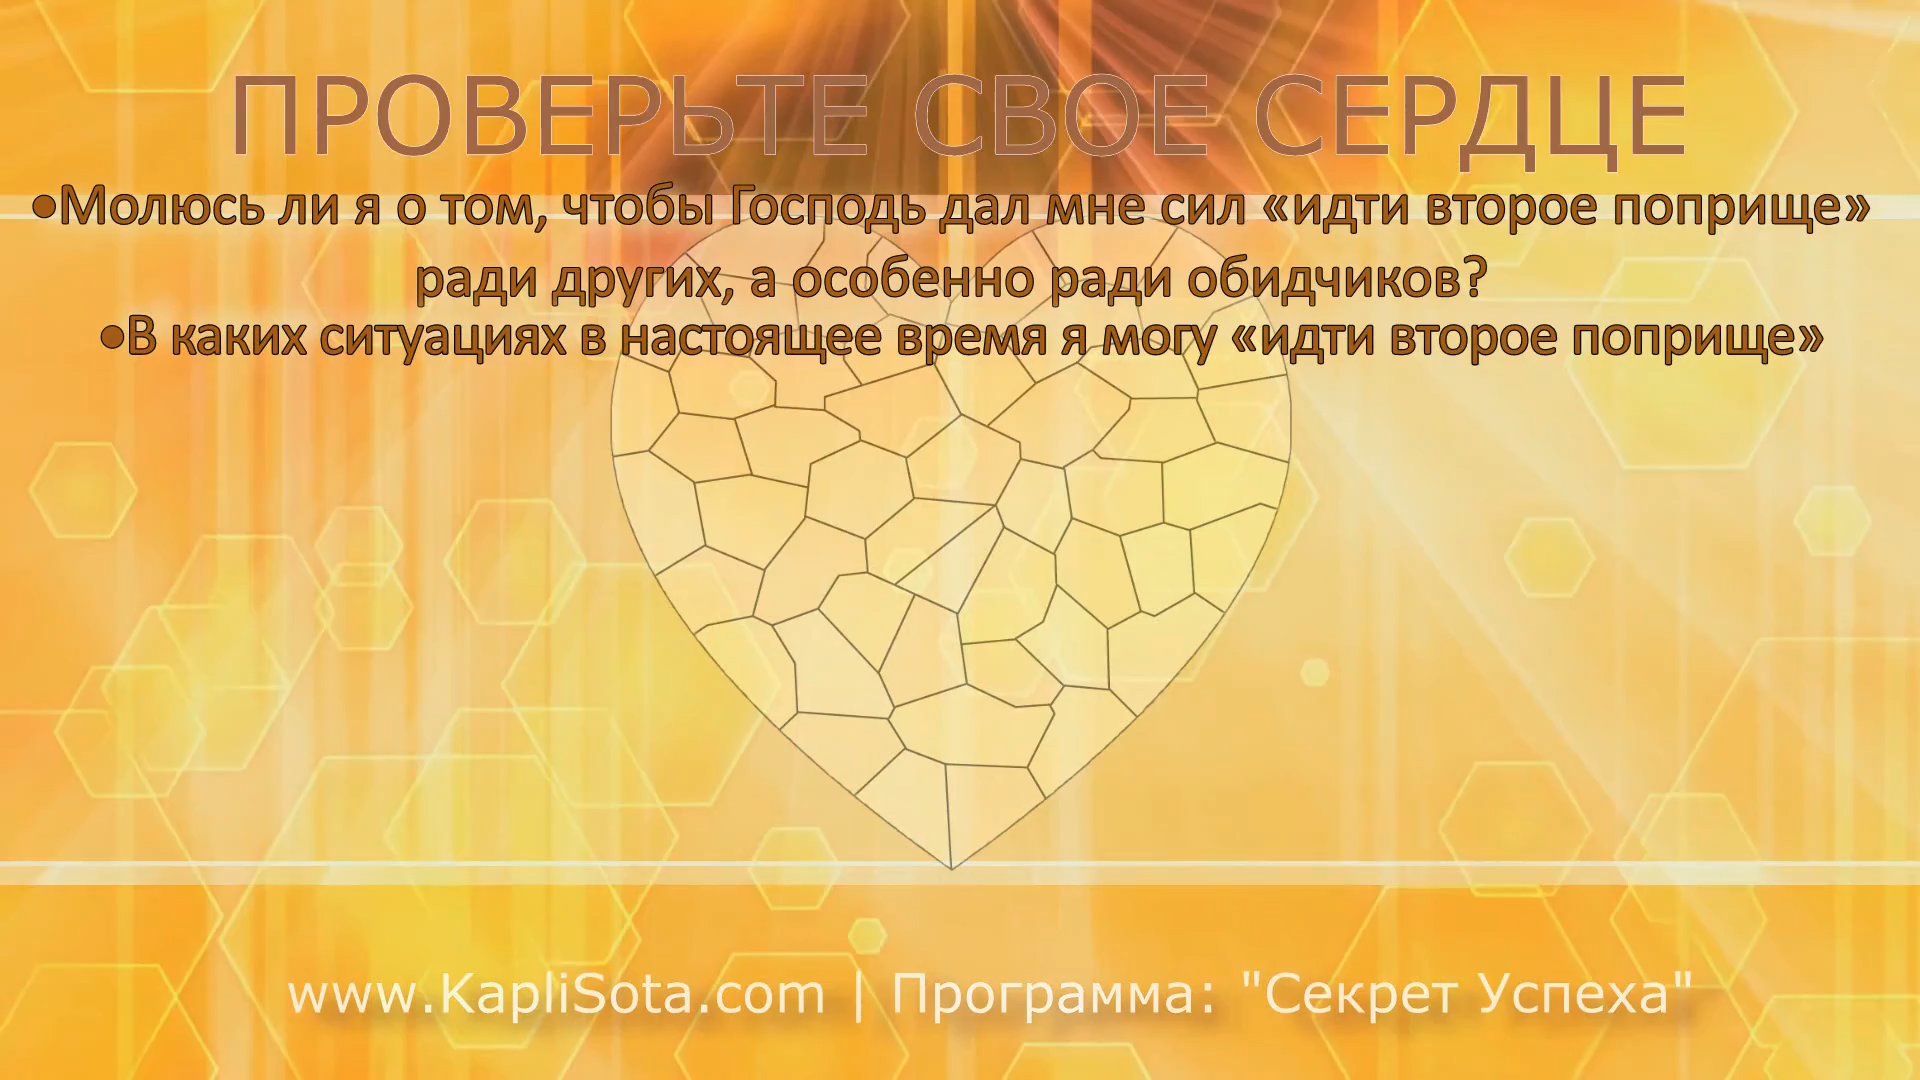 ПРОВЕРЬТЕ СВОЕ СЕРДЦЕ
•Молюсь ли я о том, чтобы Господь дал мне сил «идти второе поприще»
ради других, а особенно ради обидчиков?
•В каких ситуациях в настоящее время я могу «идти второе поприще»
www.KapliSota.com | Программа: "Секрет Успеха"